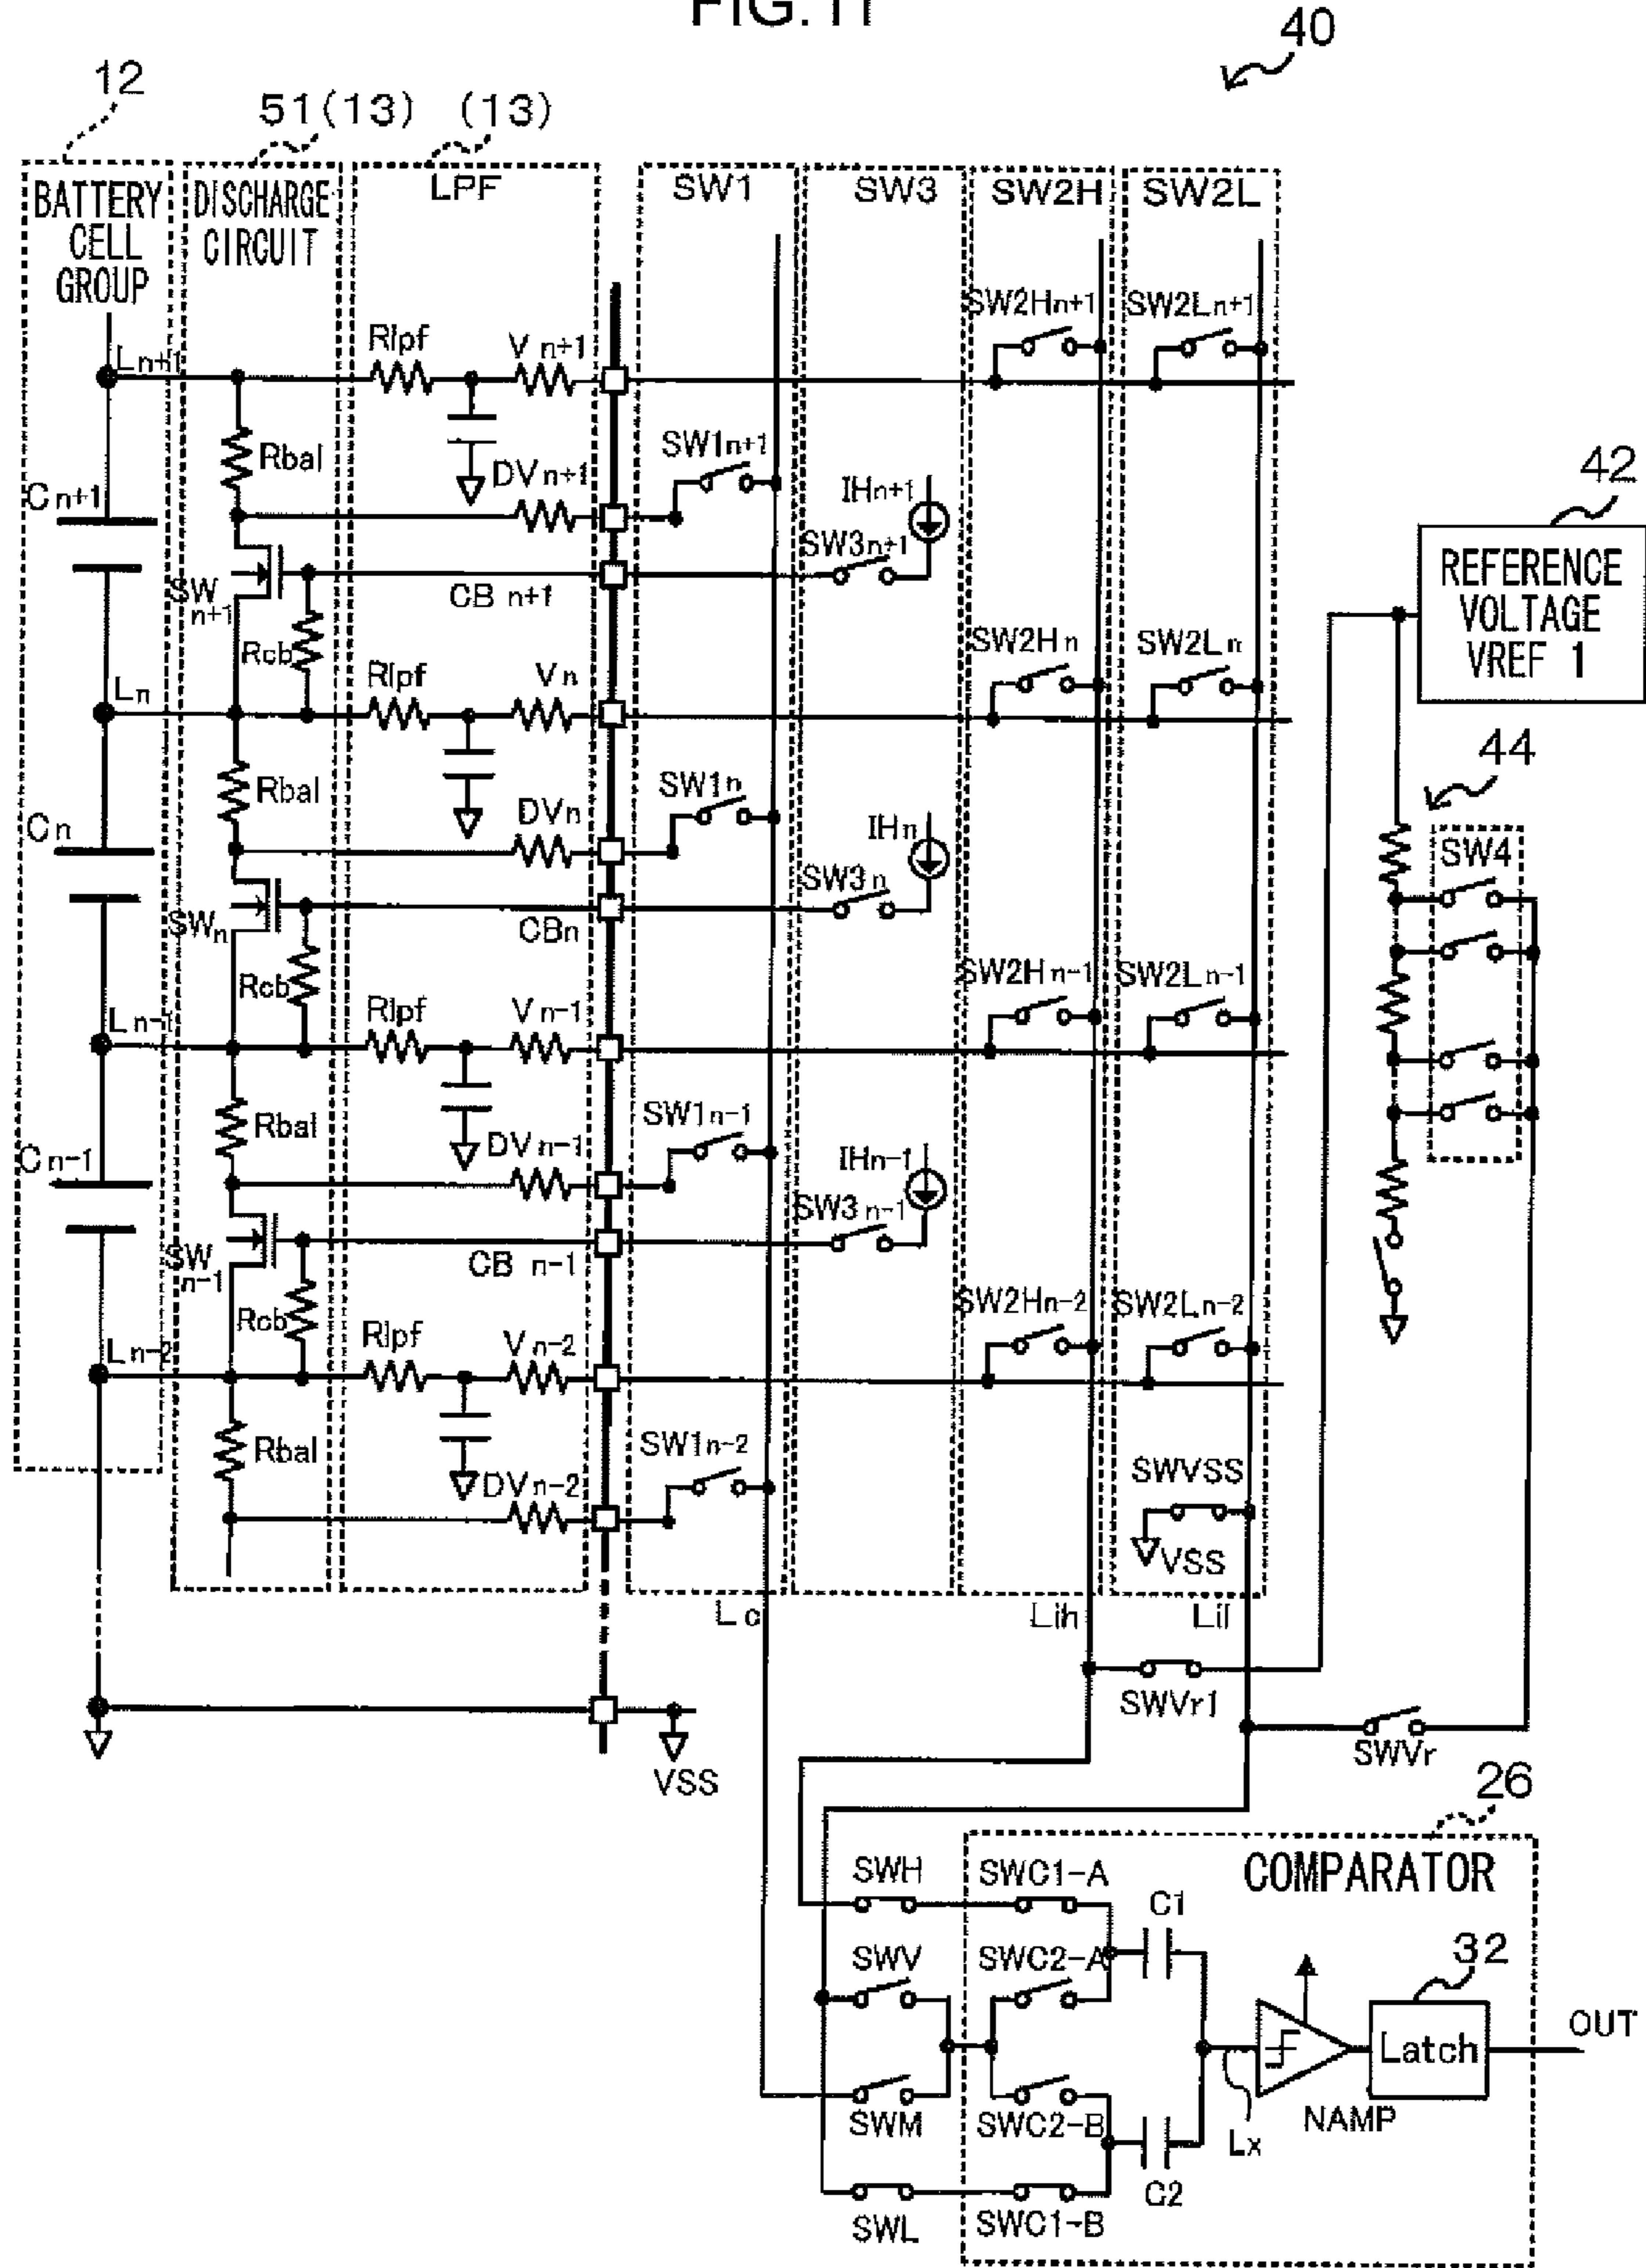 FIG. 11
40
12
51(13)
(13)
BATTERY
CELL
GROUP
DISCHARGE
CIRCUIT
LPF
SW1
SW3
SW2H
SW2L
SW2Hn+1
SW2Ln+1
Ln+1
Rlpf
Vn+1
Rbal
SW1n+1
DVn+1
IHn+1
42
Cn+1
SW3n+1
REFERENCE
VOLTAGE
VREF 1
SW
n+1
CB n+1
Rcb
SW2Hn
SW2Ln
Ln
Rlpf
Vn
44
Rbal
SW1n
DVn
IHn
Cn
SW4
SW3n
SWn
CBn
Rcb
SW2Hn-1
SW2Ln-1
Ln-1
Rlpf
Vn-1
Rbal
SW1n-1
DVn-1
IHn-1
Cn-1
SW3n-1
SW
n-1
CB n-1
Rcb
SW2Hn-2
SW2Ln-2
Ln-2
Rlpf
Vn-2
Rbal
SW1n-2
DVn-2
SWVSS
VSS
Lc
Lih
Lil
SWVr1
SWVr
VSS
26
COMPARATOR
SWH
SWC1-A
C1
SWV
SWC2-A
32
OUT
Latch
SWM
SWC2-B
Lx
NAMP
C2
SWL
SWC1-B